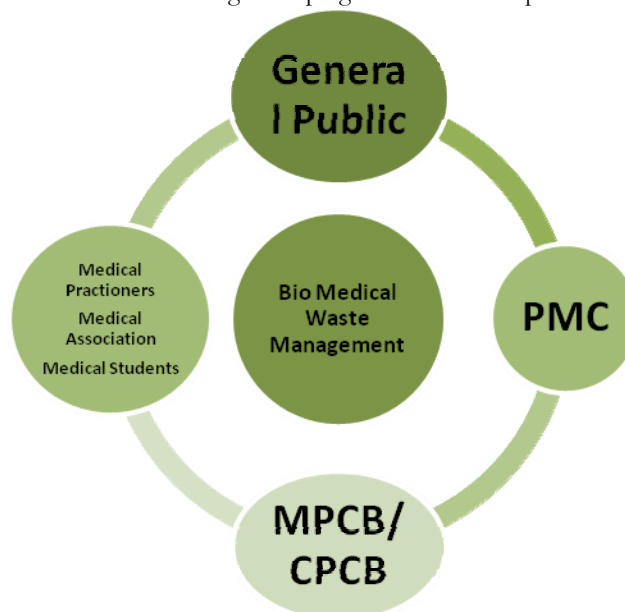 Genera
l Public
Medical
Practioners
Medical
Association
Medical Students
Bio Medical
Waste
Management
PMC
MPCB/
CPCB